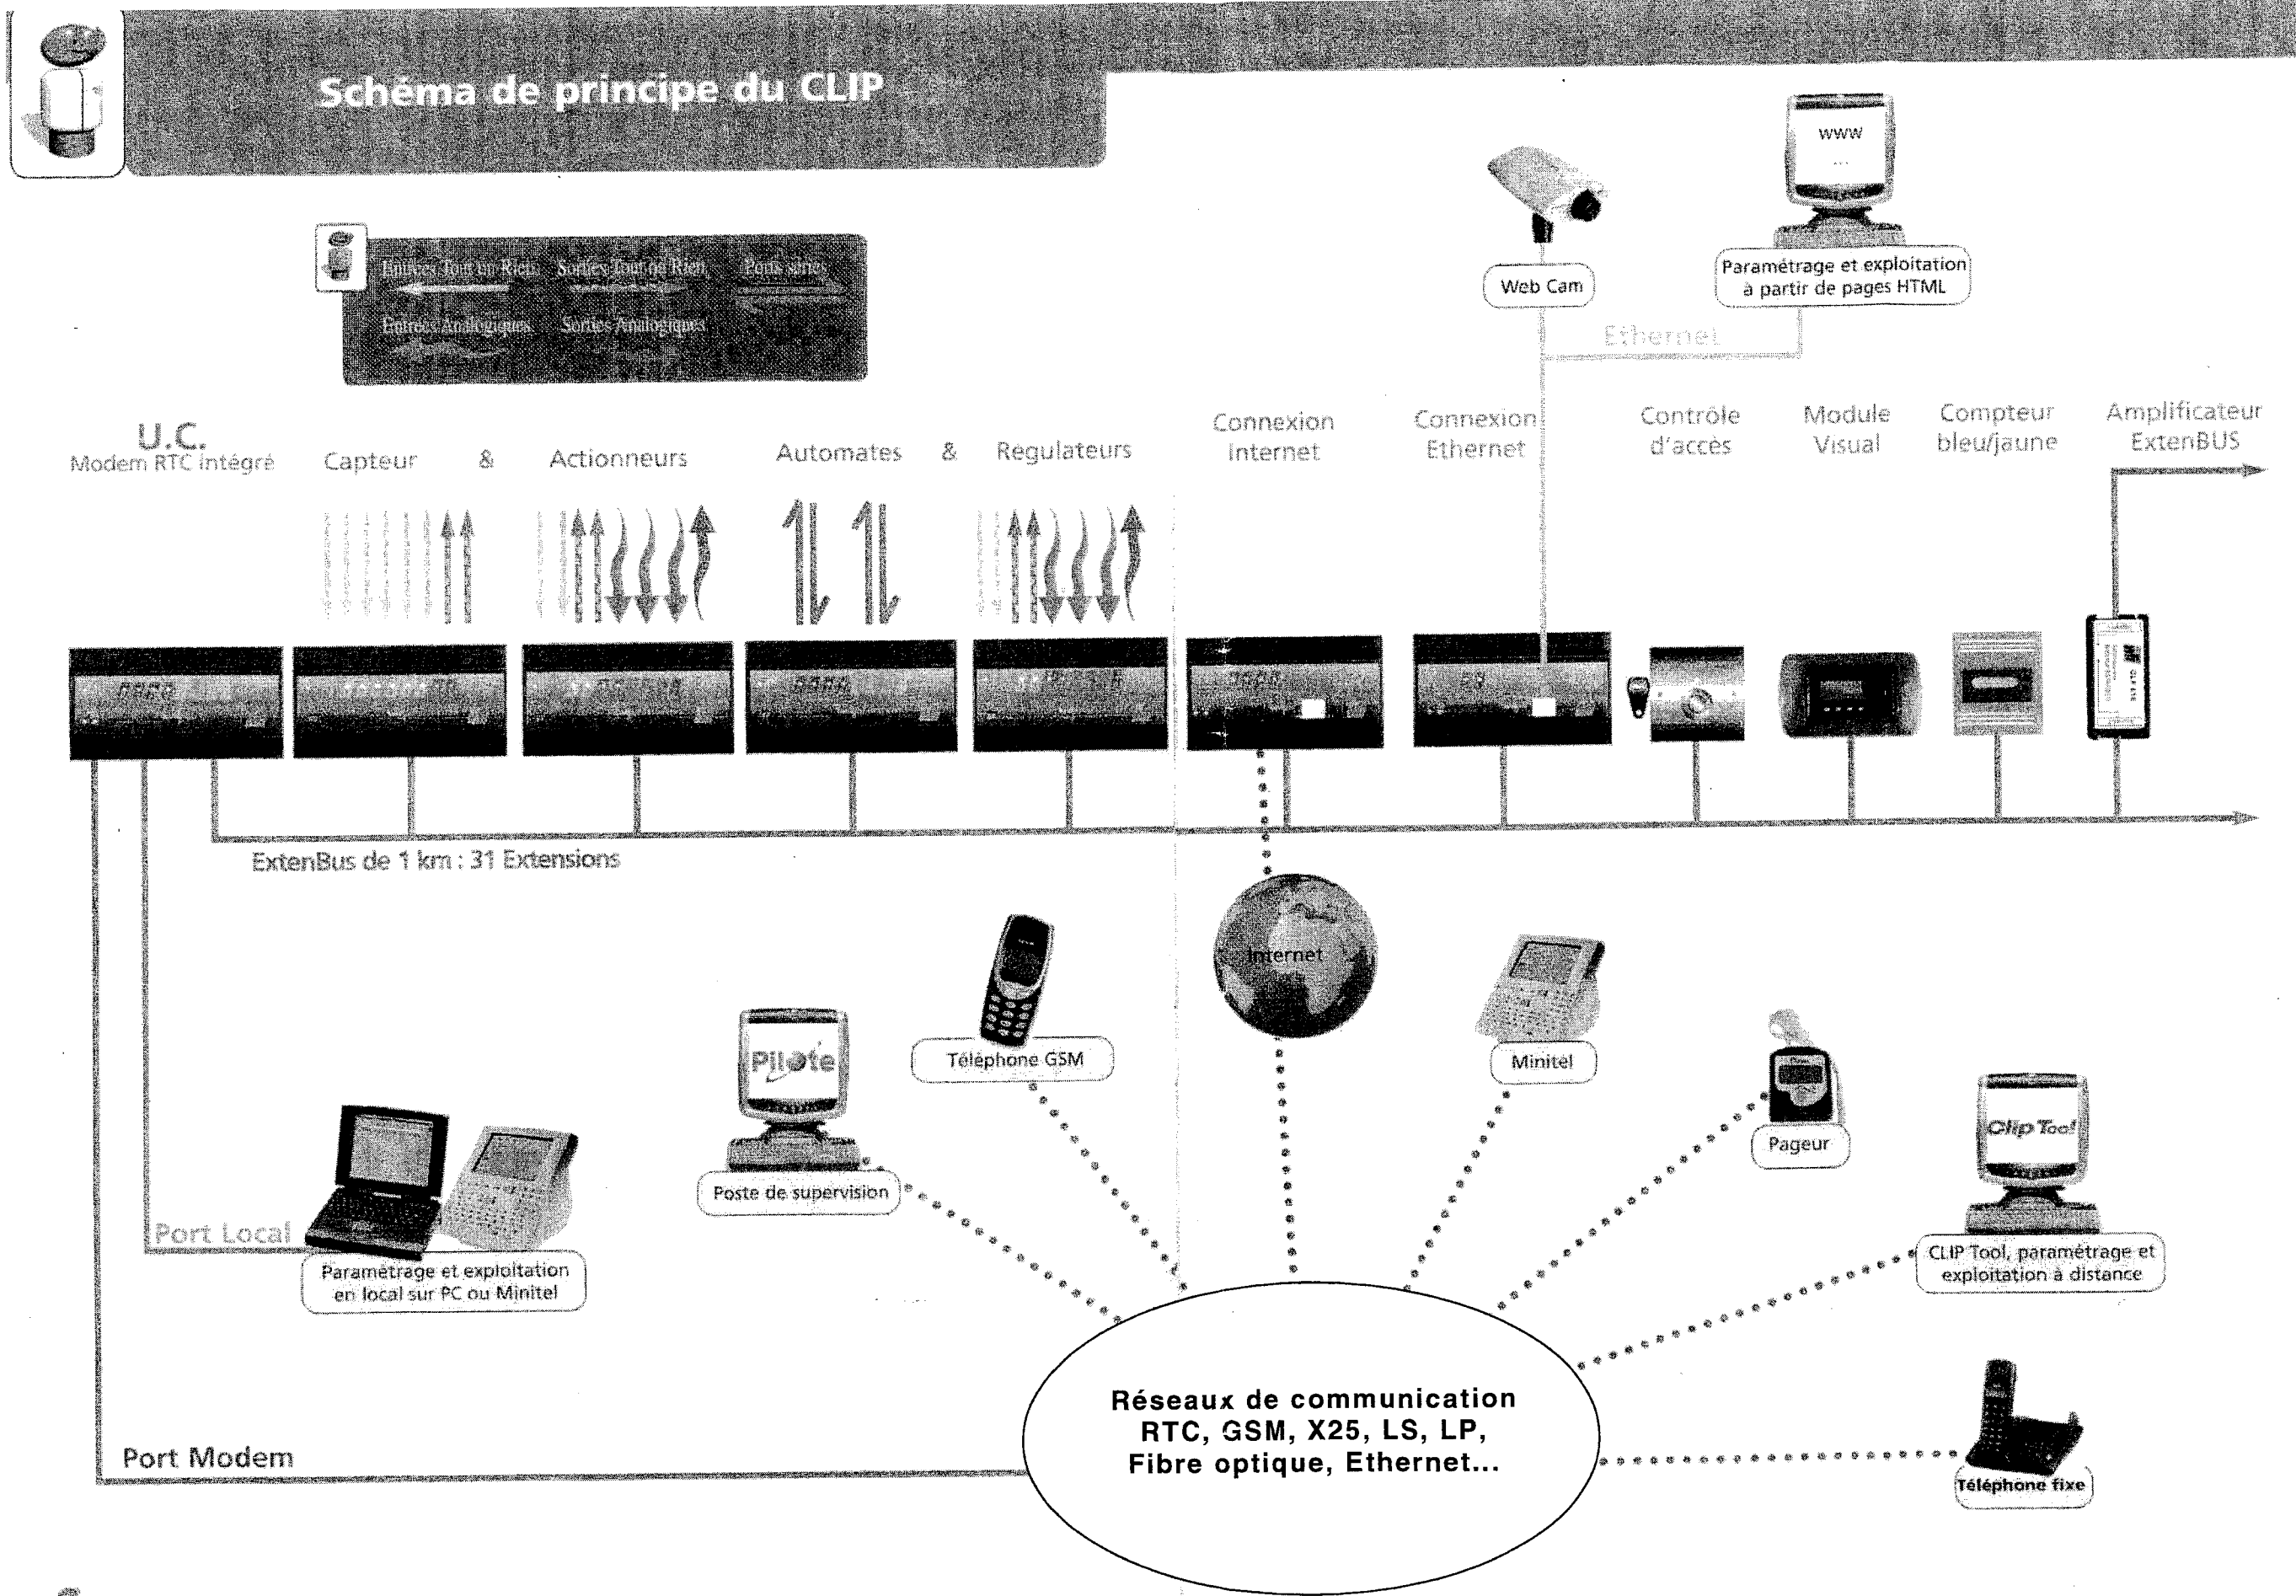 Schéma de principe du CLIP
www
...
Entrées Tout ou Rien
Sorties Tout ou Rien
Ports séries
Entrées Analogiques
Sorties Analogiques
Web Cam
Paramétrage et exploitation
à partir de pages HTML
Ethernet
U.C.
Modem RTC intégré
Capteur
&
Actionneurs
Automates
&
Régulateurs
Connexion
Internet
Connexion
Ethernet
Contrôle
d'accès
Module
Visual
Compteur
bleu/jaune
Amplificateur
ExtenBUS
ExtenBus de 1 km : 31 Extensions
Internet
Pilote
Téléphone GSM
Minitel
Pageur
Clip Tool
Poste de supervision
Port Local
Paramétrage et exploitation
en local sur PC ou Minitel
CLIP Tool, paramétrage et
exploitation à distance
Réseaux de communication
RTC, GSM, X25, LS, LP,
Fibre optique, Ethernet...
Port Modem
Téléphone fixe